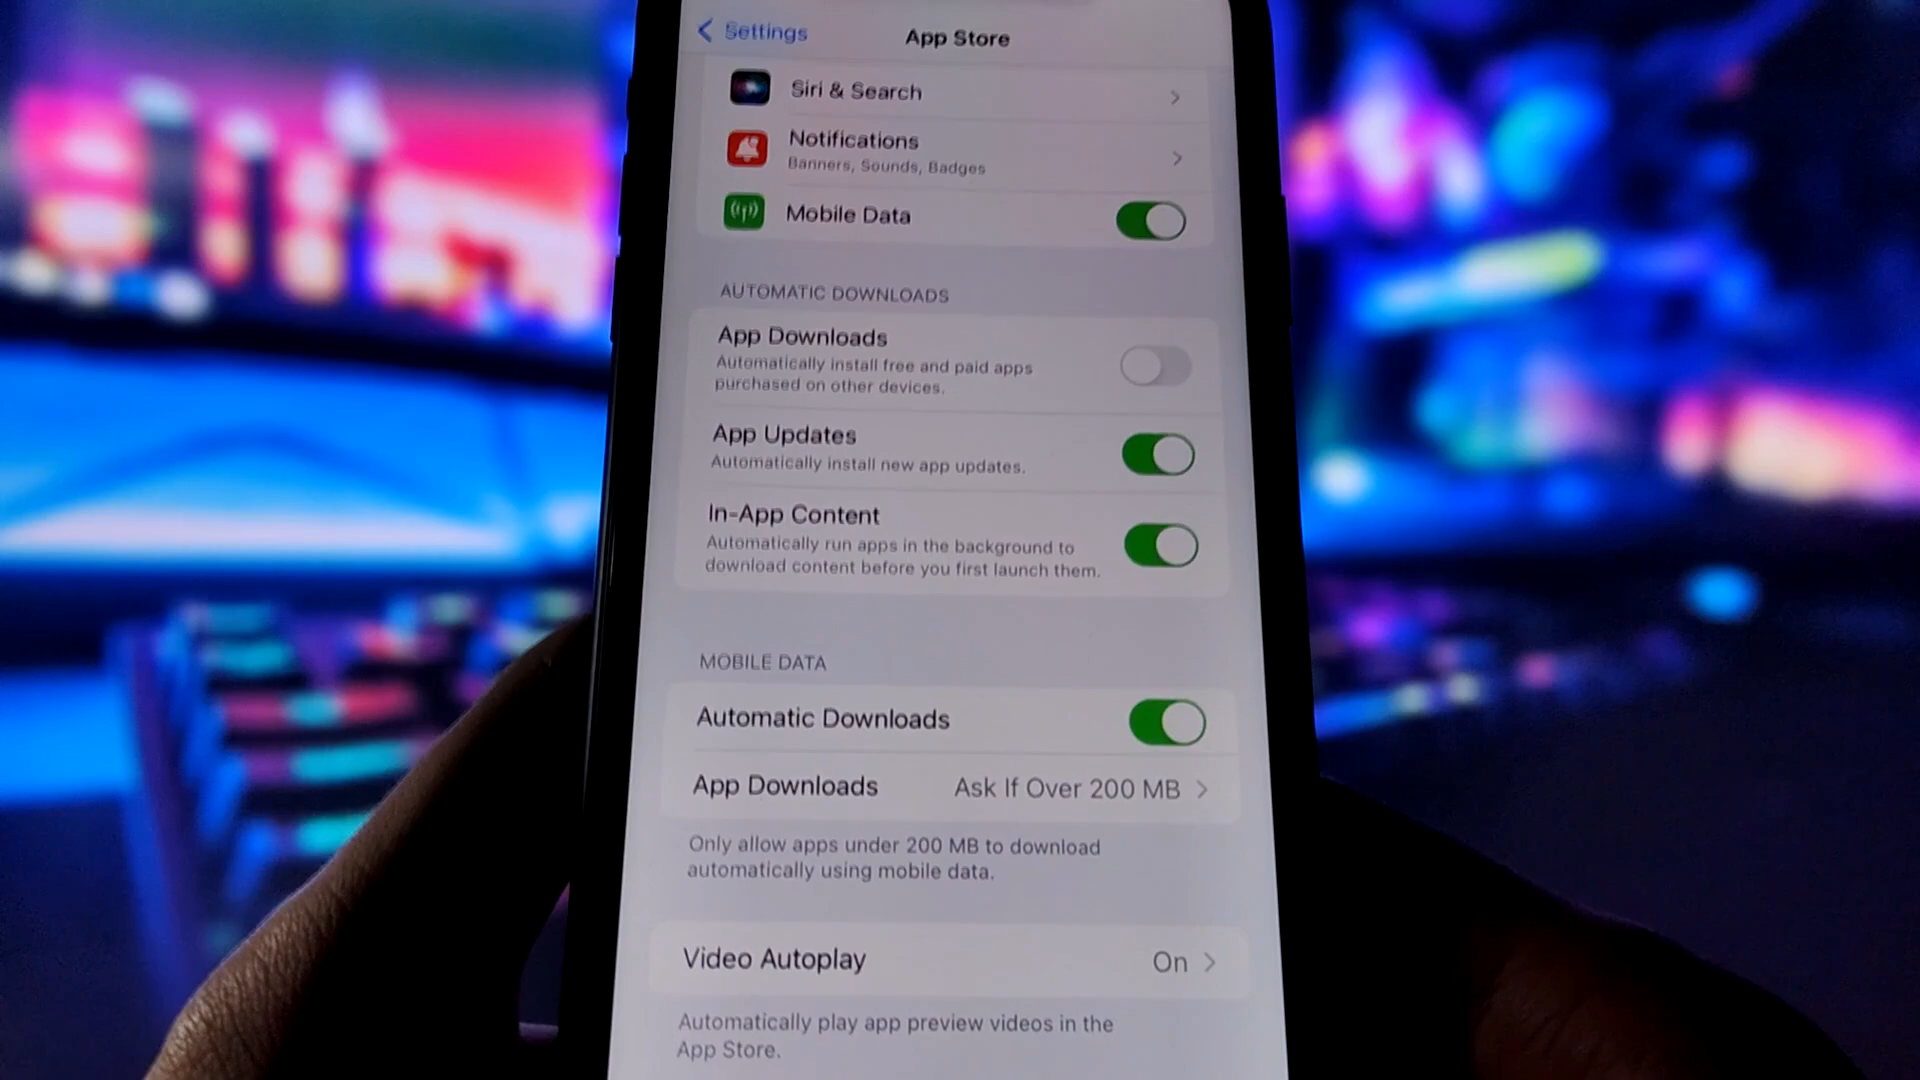 Settings
App Store
Siri & Search
Notifications
Banners, Sounds, Badges
Mobile Data
AUTOMATIC DOWNLOADS
App Downloads
Automatically install free and paid apps
purchased on other devices.
App Updates
Automatically install new app updates.
In-App Content
Automatically run apps in the background to
download content before you first launch them.
MOBILE DATA
Automatic Downloads
App Downloads Ask If Over 200 MB
Only allow apps under 200 MB to download
automatically using mobile data.
Video Autoplay On
Automatically play app preview videos in the
App Store.